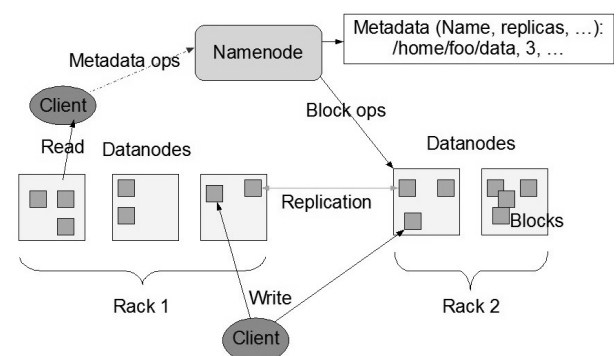 Metadata (Name, replicas, …):
/home/foo/data, 3, …
Namenode
Metadata ops
Client
Block ops
Read
Datanodes
Datanodes
Replication
Blocks
Rack 1
Write
Rack 2
Client